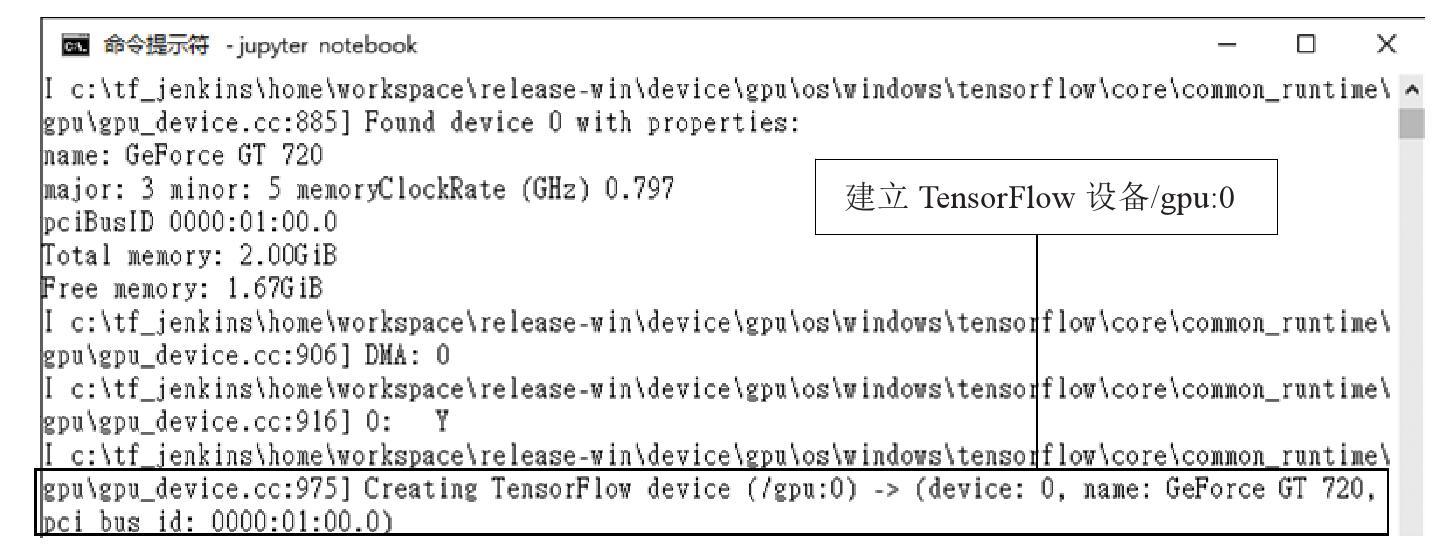 命令提示符 - jupyter notebook
I c:\tf_jenkins\home\workspace\release-win\device\gpu\os\windows\tensorflow\core\common_runtime\
gpu\gpu_device.cc:885] Found device 0 with properties:
name: GeForce GT 720
major: 3 minor: 5 memoryClockRate (GHz) 0.797
建立 TensorFlow 设备/gpu:0
pciBusID 0000:01:00.0
Total memory: 2.00GiB
Free memory: 1.67GiB
I c:\tf_jenkins\home\workspace\release-win\device\gpu\os\windows\tensorflow\core\common_runtime\
gpu\gpu_device.cc:906] DMA: 0
I c:\tf_jenkins\home\workspace\release-win\device\gpu\os\windows\tensorflow\core\common_runtime\
gpu\gpu_device.cc:916] 0:   Y
I c:\tf_jenkins\home\workspace\release-win\device\gpu\os\windows\tensorflow\core\common_runtime\
gpu\gpu_device.cc:975] Creating TensorFlow device (/gpu:0) -> (device: 0, name: GeForce GT 720,
pci bus id: 0000:01:00.0)